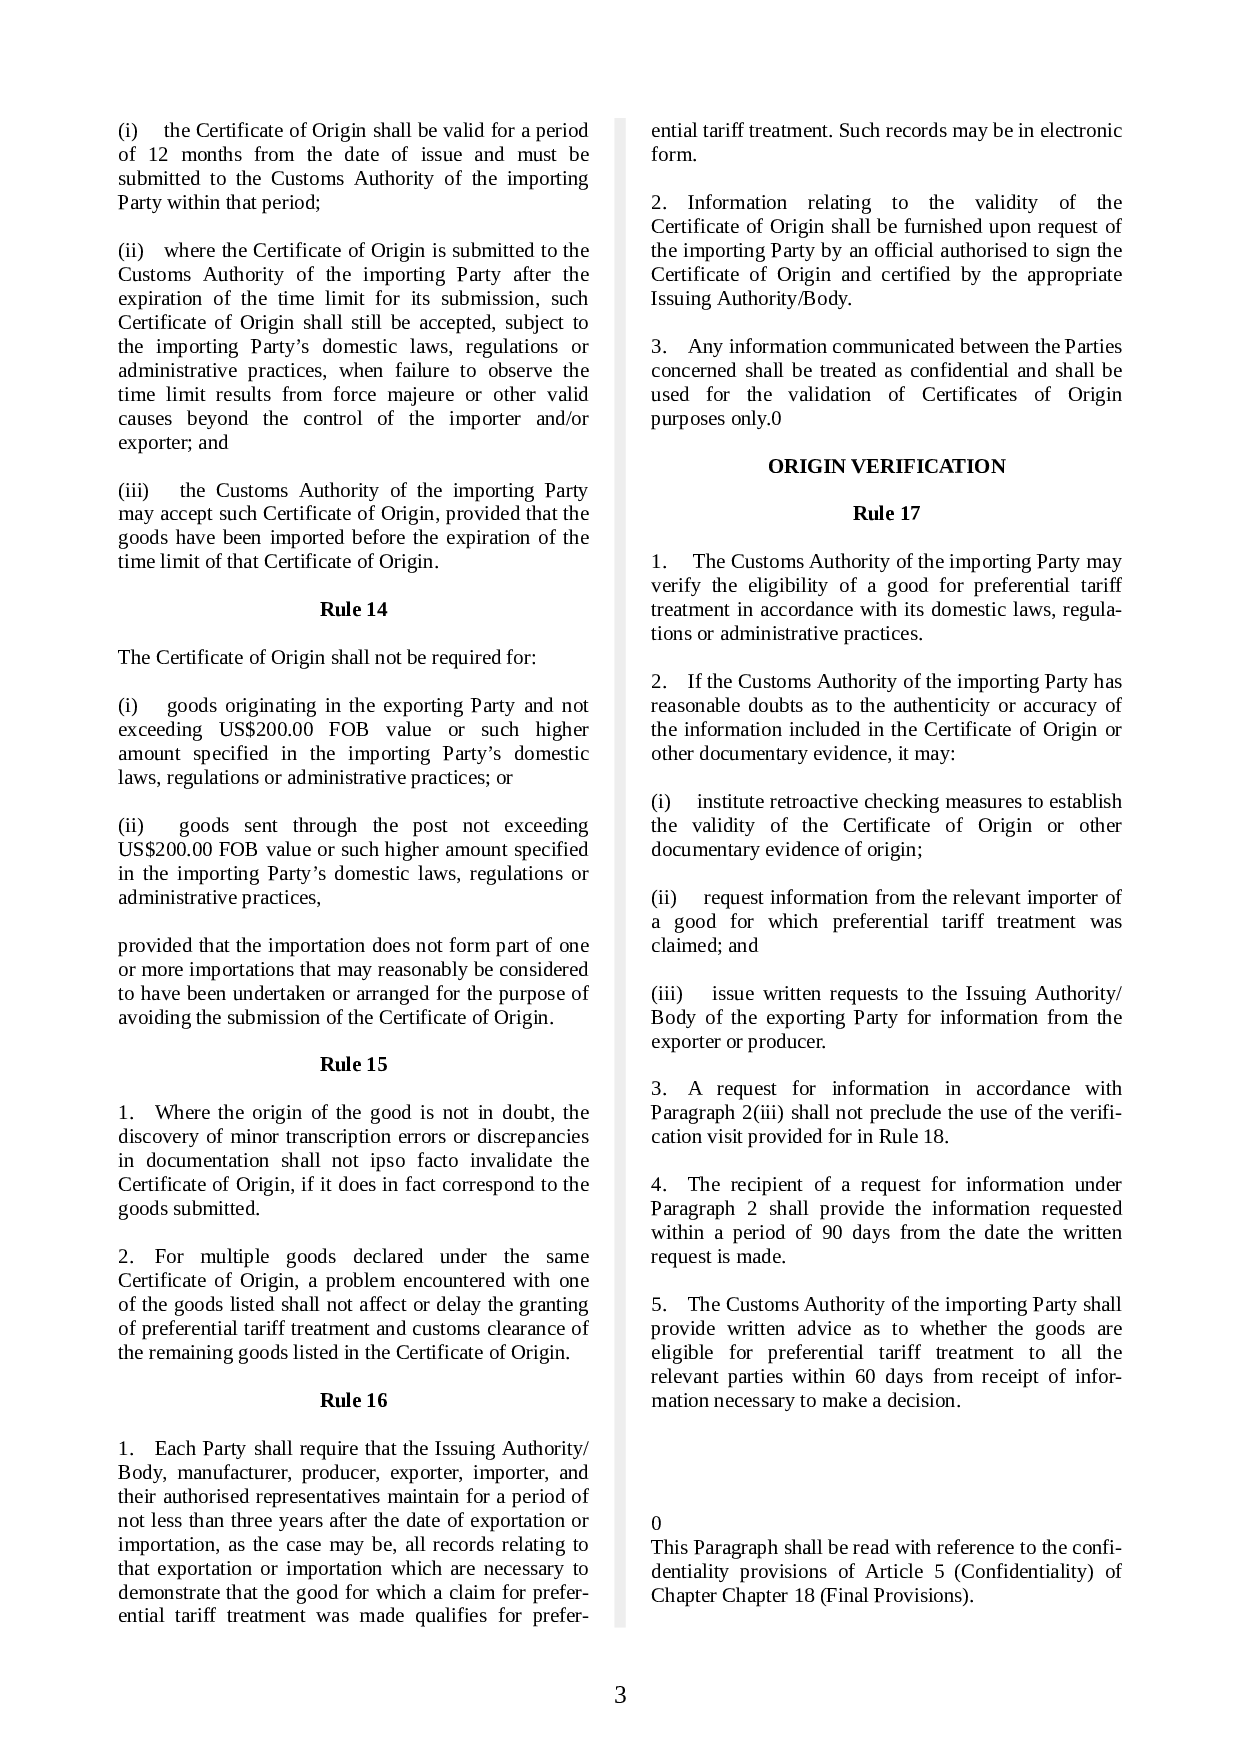 (i) the Certificate of Origin shall be valid for a period
of 12 months from the date of issue and must be
submitted to the Customs Authority of the importing
Party within that period;
(ii) where the Certificate of Origin is submitted to the
Customs Authority of the importing Party after the
expiration of the time limit for its submission, such
Certificate of Origin shall still be accepted, subject to
the importing Party’s domestic laws, regulations or
administrative practices, when failure to observe the
time limit results from force majeure or other valid
causes beyond the control of the importer and/or
exporter; and
(iii) the Customs Authority of the importing Party
may accept such Certificate of Origin, provided that the
goods have been imported before the expiration of the
time limit of that Certificate of Origin.
Rule 14
The Certificate of Origin shall not be required for:
(i) goods originating in the exporting Party and not
exceeding US$200.00 FOB value or such higher
amount specified in the importing Party’s domestic
laws, regulations or administrative practices; or
(ii) goods sent through the post not exceeding
US$200.00 FOB value or such higher amount specified
in the importing Party’s domestic laws, regulations or
administrative practices,
provided that the importation does not form part of one
or more importations that may reasonably be considered
to have been undertaken or arranged for the purpose of
avoiding the submission of the Certificate of Origin.
Rule 15
1. Where the origin of the good is not in doubt, the
discovery of minor transcription errors or discrepancies
in documentation shall not ipso facto invalidate the
Certificate of Origin, if it does in fact correspond to the
goods submitted.
2. For multiple goods declared under the same
Certificate of Origin, a problem encountered with one
of the goods listed shall not affect or delay the granting
of preferential tariff treatment and customs clearance of
the remaining goods listed in the Certificate of Origin.
Rule 16
1. Each Party shall require that the Issuing Authority/
Body, manufacturer, producer, exporter, importer, and
their authorised representatives maintain for a period of
not less than three years after the date of exportation or
importation, as the case may be, all records relating to
that exportation or importation which are necessary to
demonstrate that the good for which a claim for prefer-
ential tariff treatment was made qualifies for prefer-
ential tariff treatment. Such records may be in electronic
form.
2. Information relating to the validity of the
Certificate of Origin shall be furnished upon request of
the importing Party by an official authorised to sign the
Certificate of Origin and certified by the appropriate
Issuing Authority/Body.
3. Any information communicated between the Parties
concerned shall be treated as confidential and shall be
used for the validation of Certificates of Origin
purposes only.0
ORIGIN VERIFICATION
Rule 17
1. The Customs Authority of the importing Party may
verify the eligibility of a good for preferential tariff
treatment in accordance with its domestic laws, regula-
tions or administrative practices.
2. If the Customs Authority of the importing Party has
reasonable doubts as to the authenticity or accuracy of
the information included in the Certificate of Origin or
other documentary evidence, it may:
(i) institute retroactive checking measures to establish
the validity of the Certificate of Origin or other
documentary evidence of origin;
(ii) request information from the relevant importer of
a good for which preferential tariff treatment was
claimed; and
(iii) issue written requests to the Issuing Authority/
Body of the exporting Party for information from the
exporter or producer.
3. A request for information in accordance with
Paragraph 2(iii) shall not preclude the use of the verifi-
cation visit provided for in Rule 18.
4. The recipient of a request for information under
Paragraph 2 shall provide the information requested
within a period of 90 days from the date the written
request is made.
5. The Customs Authority of the importing Party shall
provide written advice as to whether the goods are
eligible for preferential tariff treatment to all the
relevant parties within 60 days from receipt of infor-
mation necessary to make a decision.
0
This Paragraph shall be read with reference to the confi-
dentiality provisions of Article 5 (Confidentiality) of
Chapter Chapter 18 (Final Provisions).
3